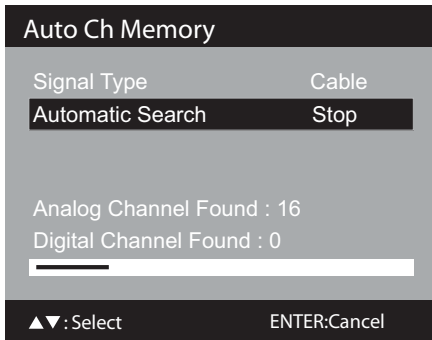 Auto Ch Memory
Signal Type Cable
Automatic Search Stop
Analog Channel Found : 16
Digital Channel Found : 0
▲▼: Select ENTER:Cancel